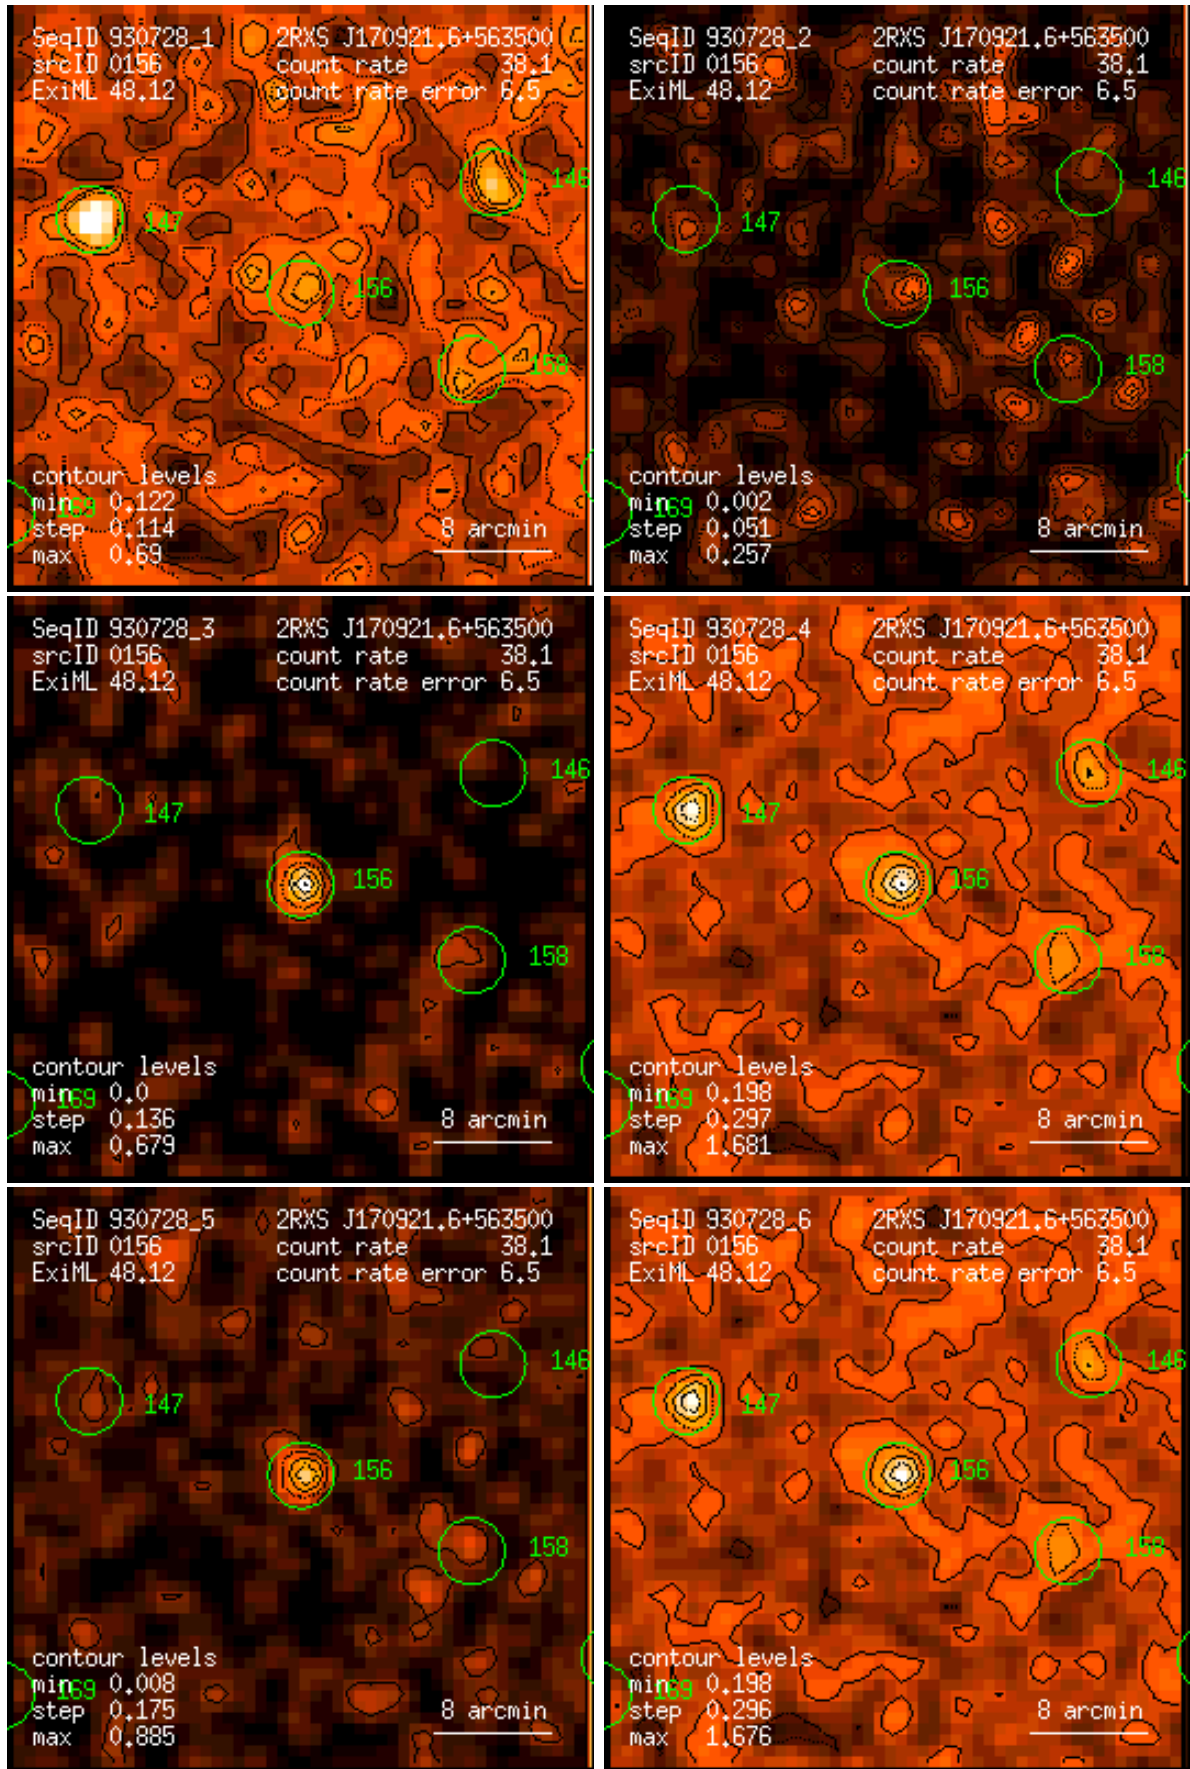 SeqID 930728_1 2RXS J170921.6+563500
srcID 0156 count rate 38.1
ExiML 48.12 count rate error 6.5
146
147
156
158
contour levels
min 0.122
169
step 0.114 8 arcmin
max 0.69
SeqID 930728_2 2RXS J170921.6+563500
srcID 0156 count rate 38.1
ExiML 48.12 count rate error 6.5
146
147
156
158
contour levels
min 0.002
169
step 0.051 8 arcmin
max 0.257
SeqID 930728_3 2RXS J170921.6+563500
srcID 0156 count rate 38.1
ExiML 48.12 count rate error 6.5
146
147
156
158
contour levels
min 0.0
169
step 0.136 8 arcmin
max 0.679
SeqID 930728_4 2RXS J170921.6+563500
srcID 0156 count rate 38.1
ExiML 48.12 count rate error 6.5
146
147
156
158
contour levels
min 0.198
169
step 0.297 8 arcmin
max 1.681
SeqID 930728_5 2RXS J170921.6+563500
srcID 0156 count rate 38.1
ExiML 48.12 count rate error 6.5
146
147
156
158
contour levels
min 0.008
169
step 0.175 8 arcmin
max 0.885
SeqID 930728_6 2RXS J170921.6+563500
srcID 0156 count rate 38.1
ExiML 48.12 count rate error 6.5
146
147
156
158
contour levels
min 0.198
169
step 0.296 8 arcmin
max 1.676